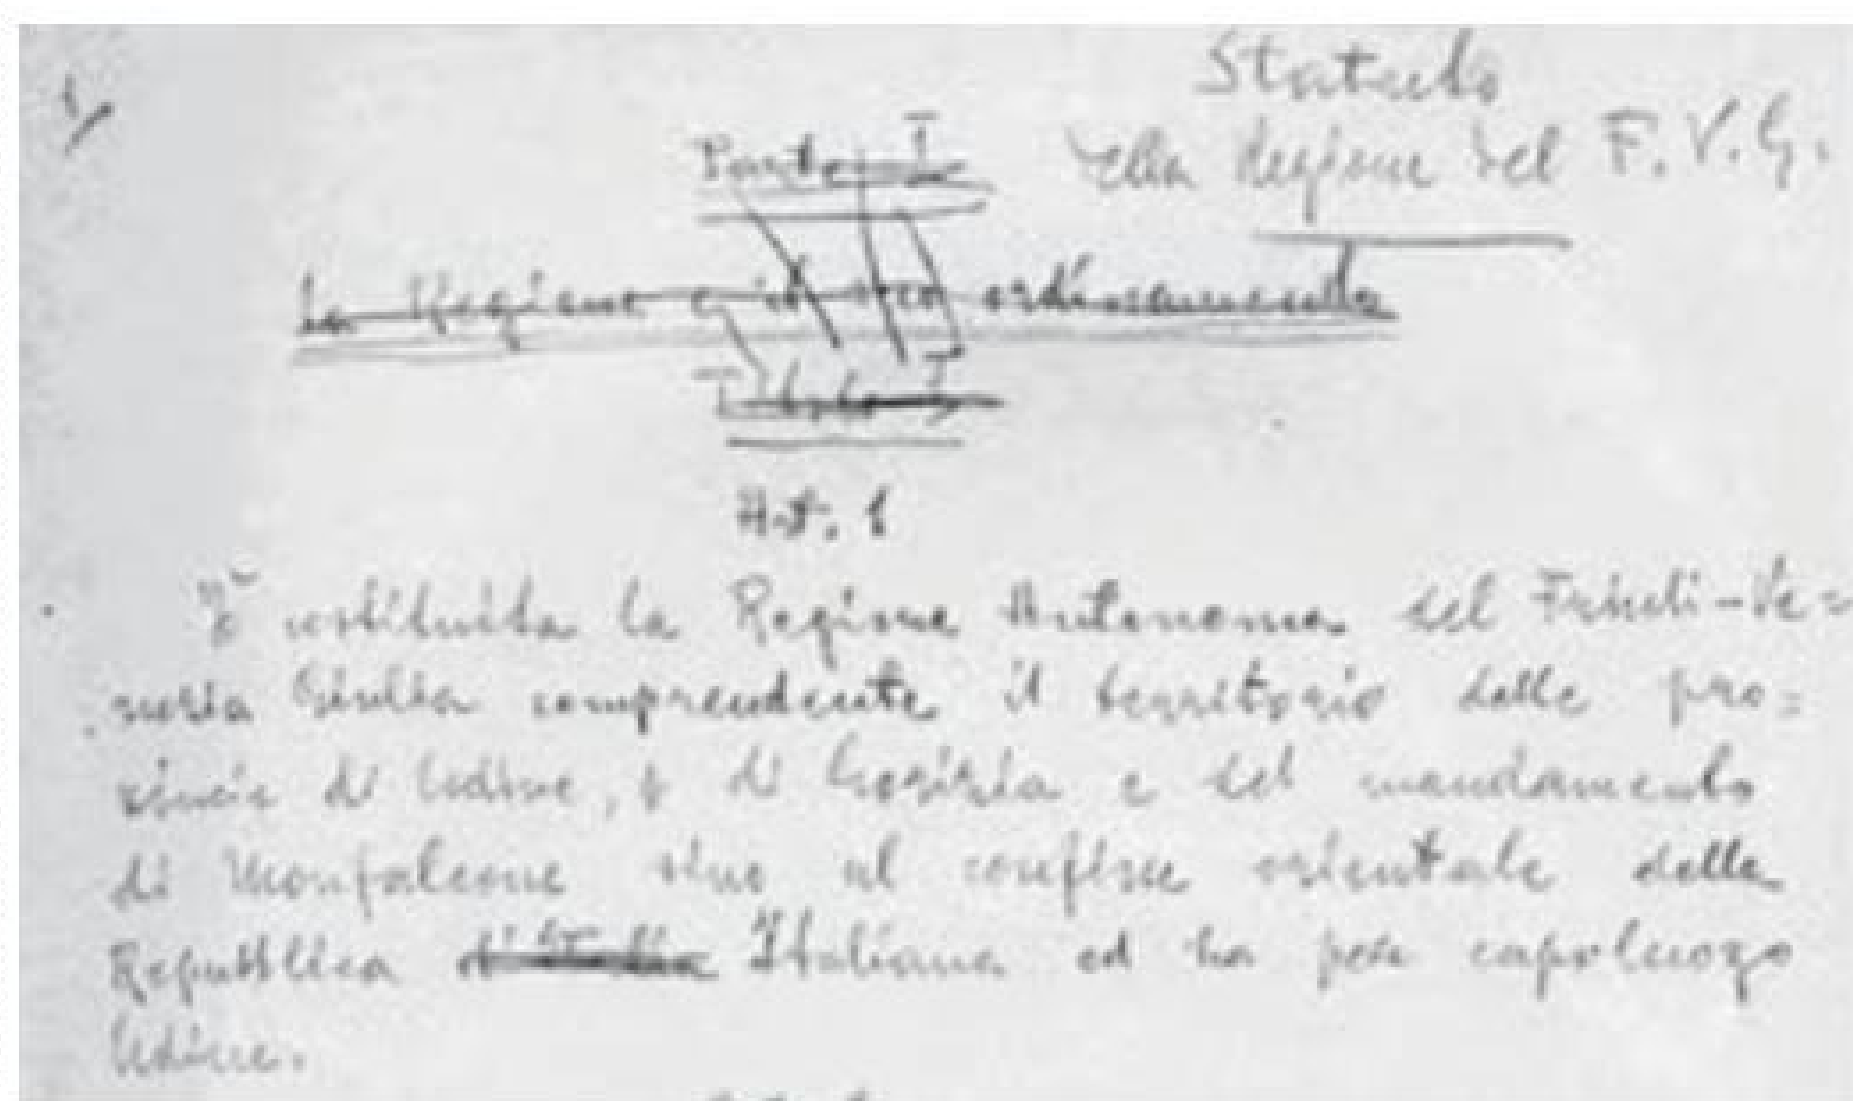 1/
Statuto
della Regione del F.V.G.
Parte I
La Regione e il suo ordinamento
Titolo I
Art. 1
È costituita la Regione Autonoma del Friuli-Ve=
nezia Giulia comprendente il territorio delle pro=
vincie di Udine, di Gorizia e del mandamento
di Monfalcone sino al confine orientale della
Repubblica d'Italia Italiana ed ha per capoluogo
Udine.